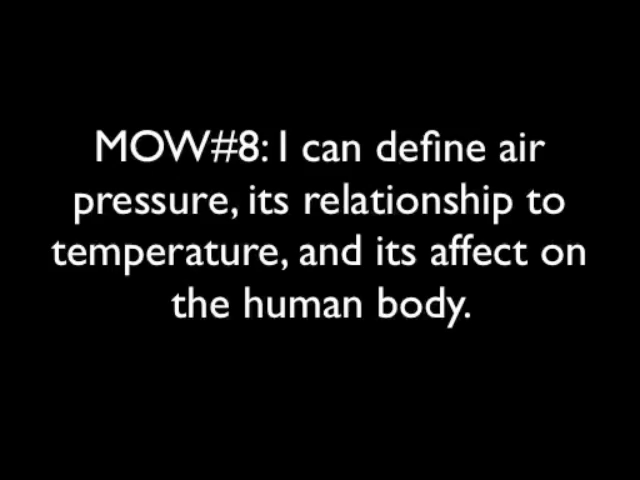 MOW#8: I can define air
pressure, its relationship to
temperature, and its affect on
the human body.